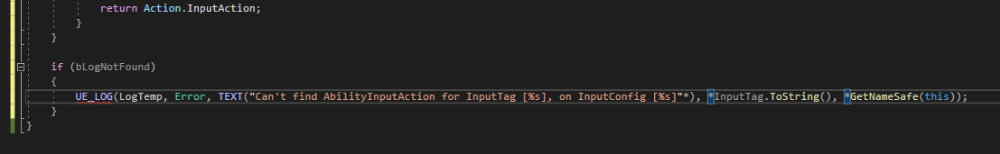 return Action.InputAction;
}
}
if (bLogNotFound)
{
UE_LOG(LogTemp, Error, TEXT("Can't find AbilityInputAction for InputTag [%s], on InputConfig [%s]"*), *InputTag.ToString(), *GetNameSafe(this));
}
}